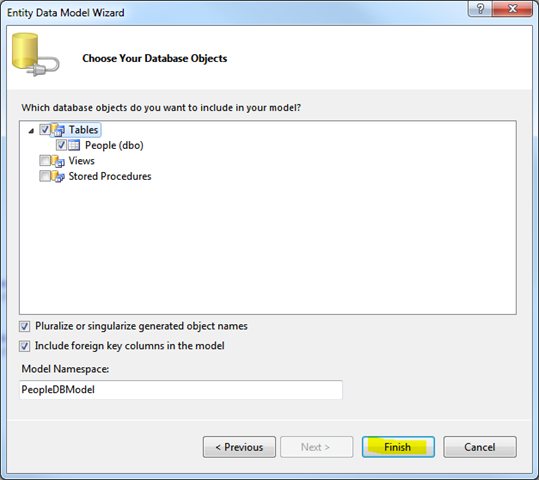 Entity Data Model Wizard
?
Choose Your Database Objects
Which database objects do you want to include in your model?
Tables
People (dbo)
Views
Stored Procedures
Pluralize or singularize generated object names
Include foreign key columns in the model
Model Namespace:
PeopleDBModel
< Previous
Next >
Finish
Cancel